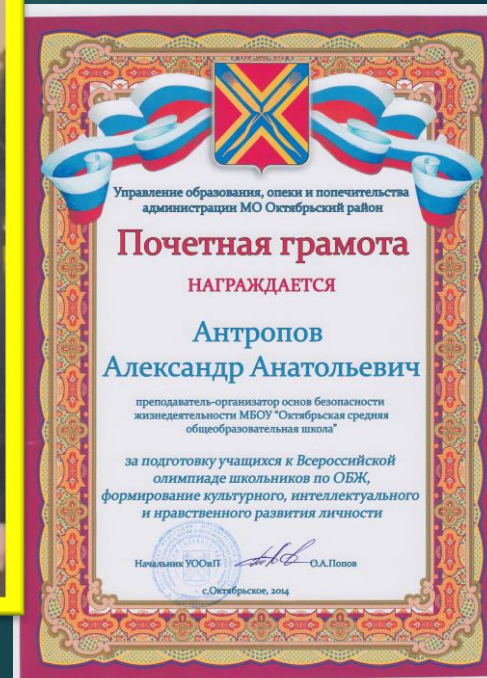 Управление образования, опеки и попечительства
администрации МО Октябрьский район
Почетная грамота
НАГРАЖДАЕТСЯ
Антропов
Александр Анатольевич
преподаватель-организатор основ безопасности
жизнедеятельности МБОУ "Октябрьская средняя
общеобразовательная школа"
за подготовку учащихся к Всероссийской
олимпиаде школьников по ОБЖ,
формирование культурного, интеллектуального
и нравственного развития личности
Начальник УООиП О.А.Попов
с.Октябрьское, 2014